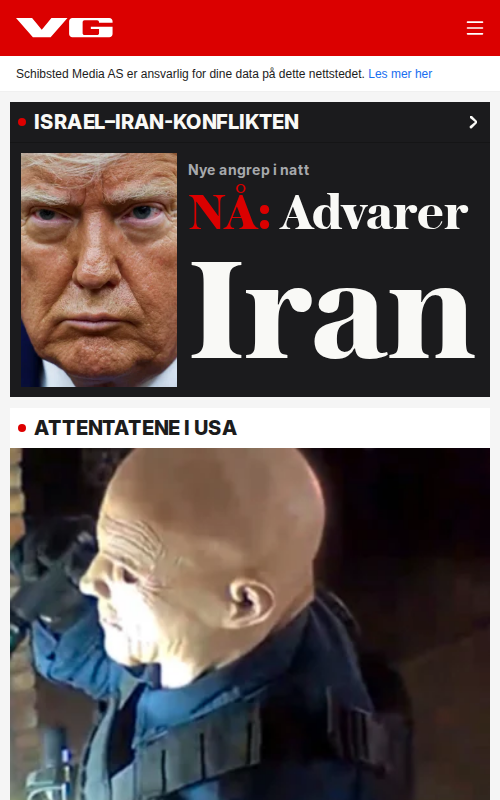 VG
Schibsted Media AS er ansvarlig for dine data på dette nettstedet. Les mer her
ISRAEL–IRAN-KONFLIKTEN
Nye angrep i natt
NÅ: Advarer
Iran
ATTENTATENE I USA